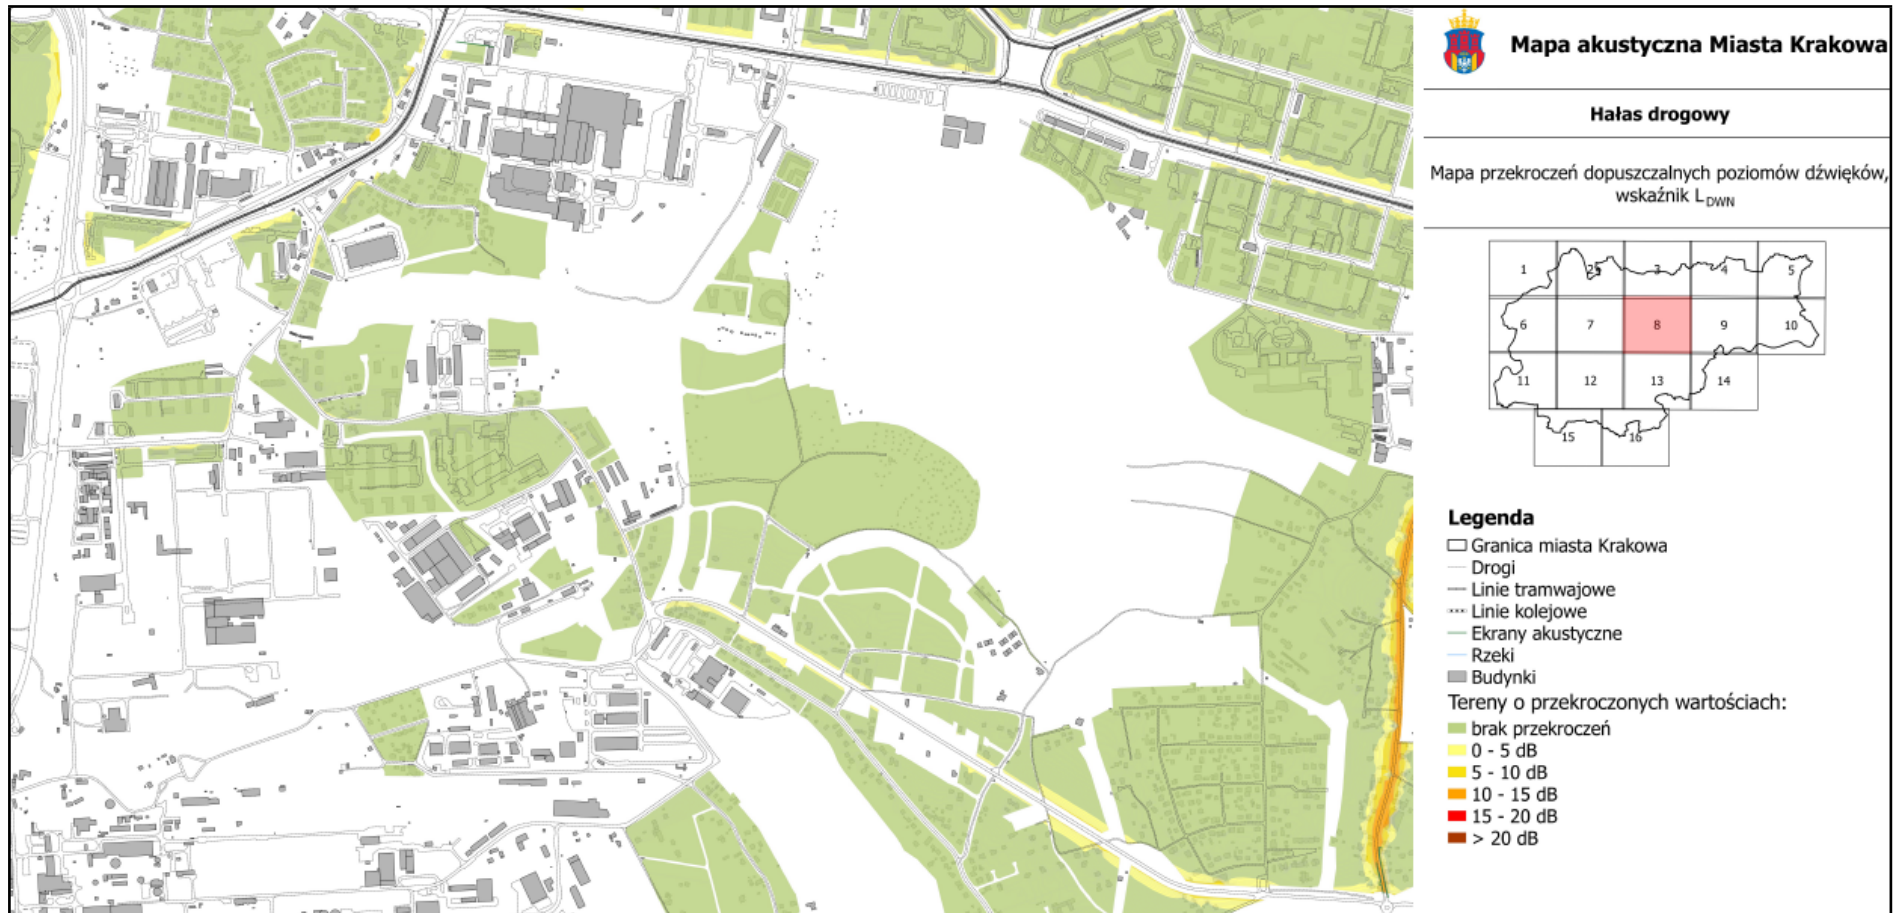 Mapa akustyczna Miasta Krakowa
Hałas drogowy
Mapa przekroczeń dopuszczalnych poziomów dźwięków,
wskaźnik L DWN
1 2 3 4 5
6 7 8 9 10
11 12 13 14
15 16
Legenda
Granica miasta Krakowa
Drogi
Linie tramwajowe
Linie kolejowe
Ekrany akustyczne
Rzeki
Budynki
Tereny o przekroczonych wartościach:
brak przekroczeń
0 - 5 dB
5 - 10 dB
10 - 15 dB
15 - 20 dB
> 20 dB